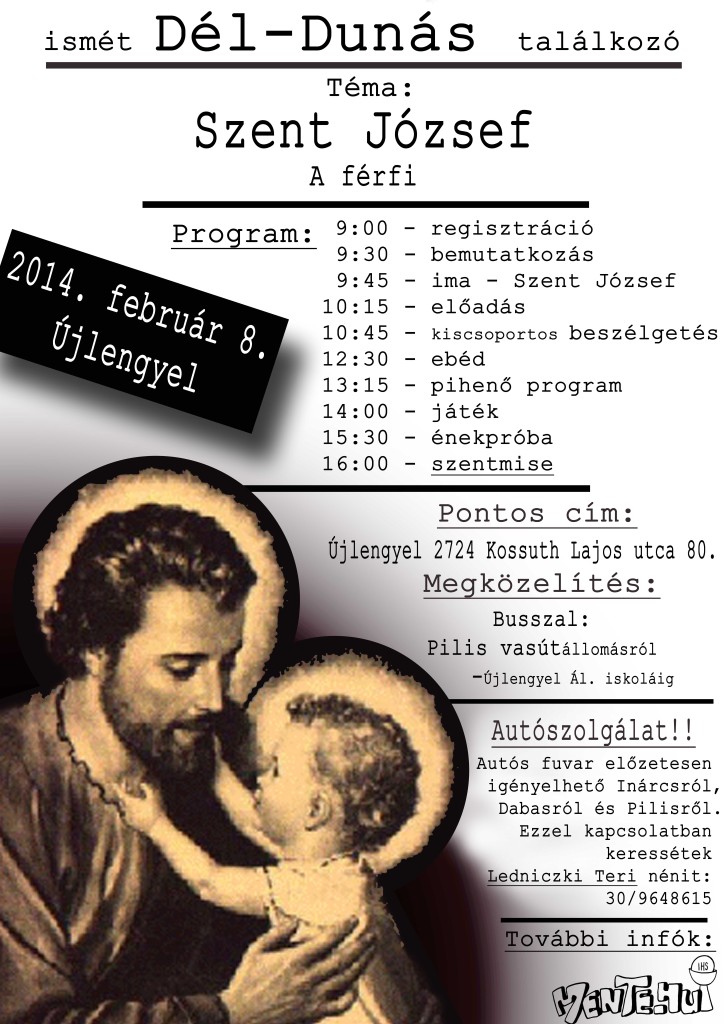 ismét Dél-Dunás találkozó
Téma:
Szent József
A férfi
Program:
9:00 - regisztráció
9:30 - bemutatkozás
9:45 - ima - Szent József
10:15 - előadás
10:45 - kiscsoportos beszélgetés
12:30 - ebéd
13:15 - pihenő program
14:00 - játék
15:30 - énekpróba
16:00 - szentmise
2014. február 8.
Újlengyel
Pontos cím:
Újlengyel 2724 Kossuth Lajos utca 80.
Megközelítés:
Busszal:
Pilis vasútállomásról
-Újlengyel Ál. iskoláig
Autószolgálat!!
Autós fuvar előzetesen
igényelhető Inárcsról,
Dabasról és Pilisről.
Ezzel kapcsolatban
keressétek
Ledniczki Teri nénit:
30/9648615
További infók:
IHS
MENTE.HU